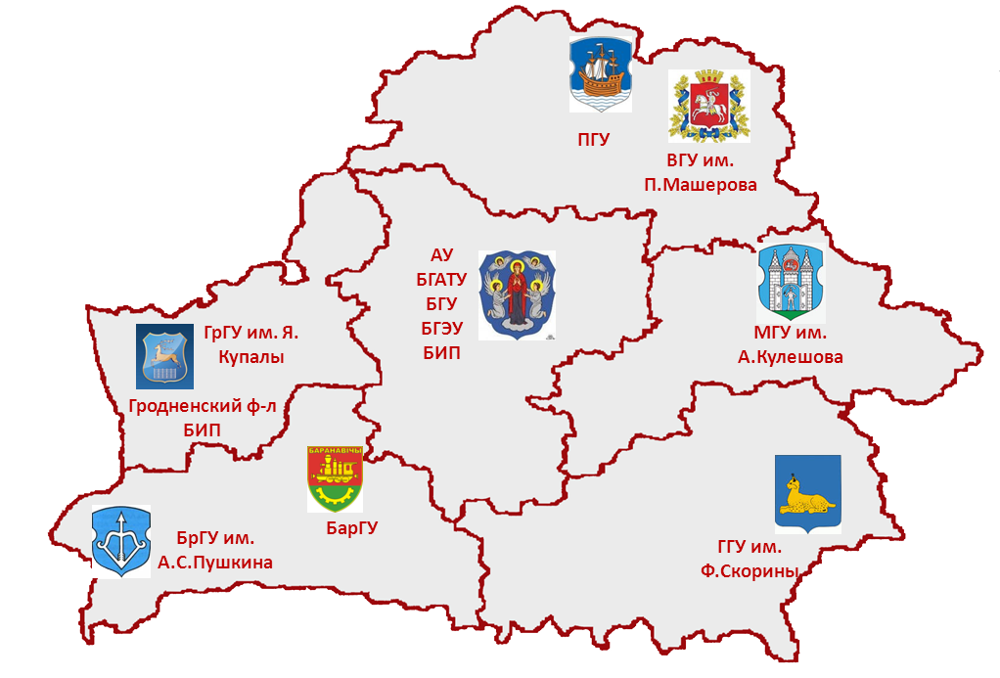 ПГУ
ВГУ им.
П.Машерова
АУ
БГАТУ
БГУ
БГЭУ
БИП
МГУ им.
А.Кулешова
ГрГУ им. Я.
Купалы
Гродненский ф-л
БИП
БАРАНАВІЧЫ
БарГУ
БрГУ им.
А.С.Пушкина
ГГУ им.
Ф.Скорины